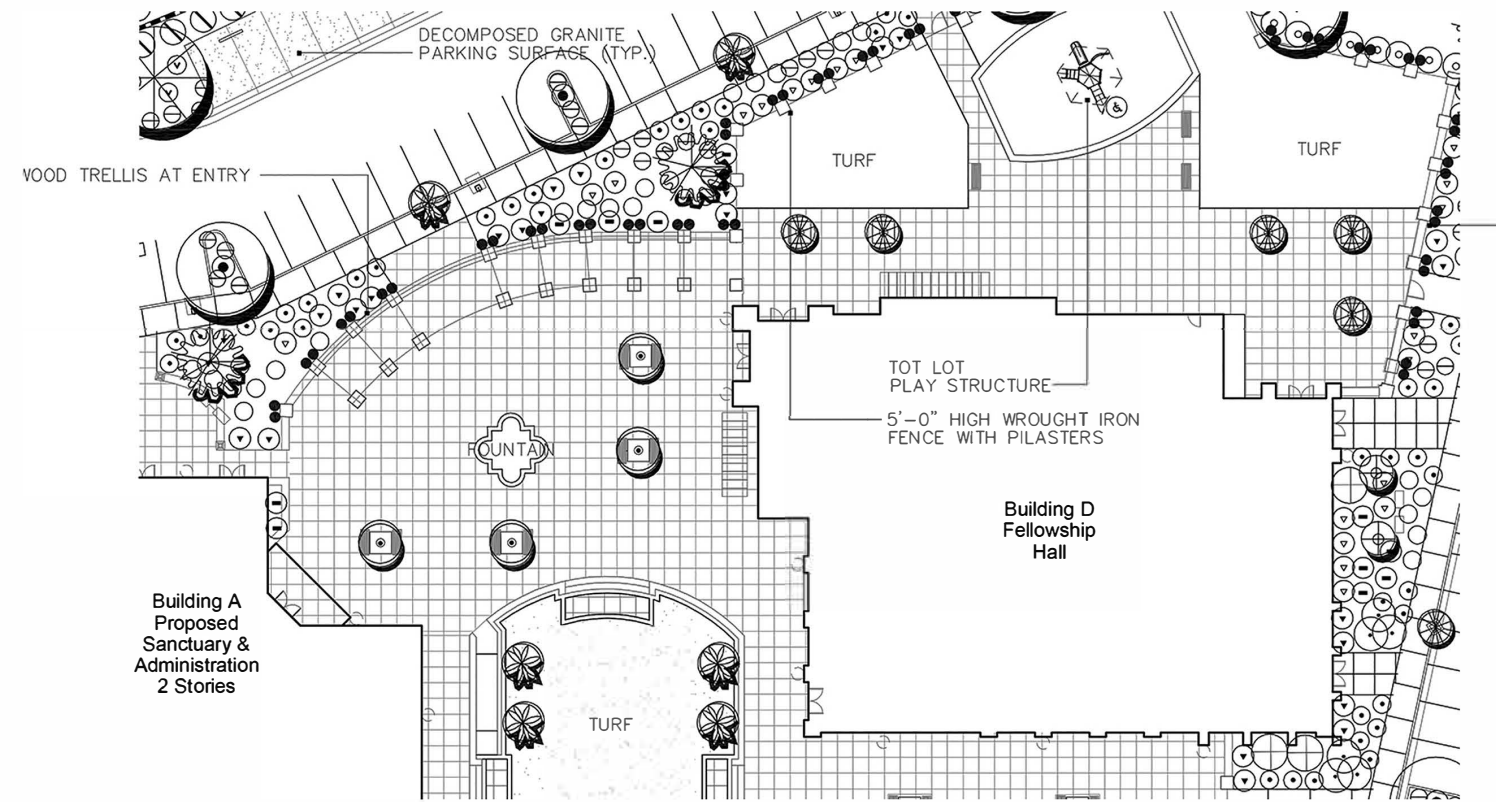 DECOMPOSED GRANITE
PARKING SURFACE (TYP.)
WOOD TRELLIS AT ENTRY
TURF
TURF
TOT LOT
PLAY STRUCTURE
5'-0" HIGH WROUGHT IRON
FENCE WITH PILASTERS
FOUNTAIN
Building D
Fellowship
Hall
Building A
Proposed
Sanctuary &
Administration
2 Stories
TURF